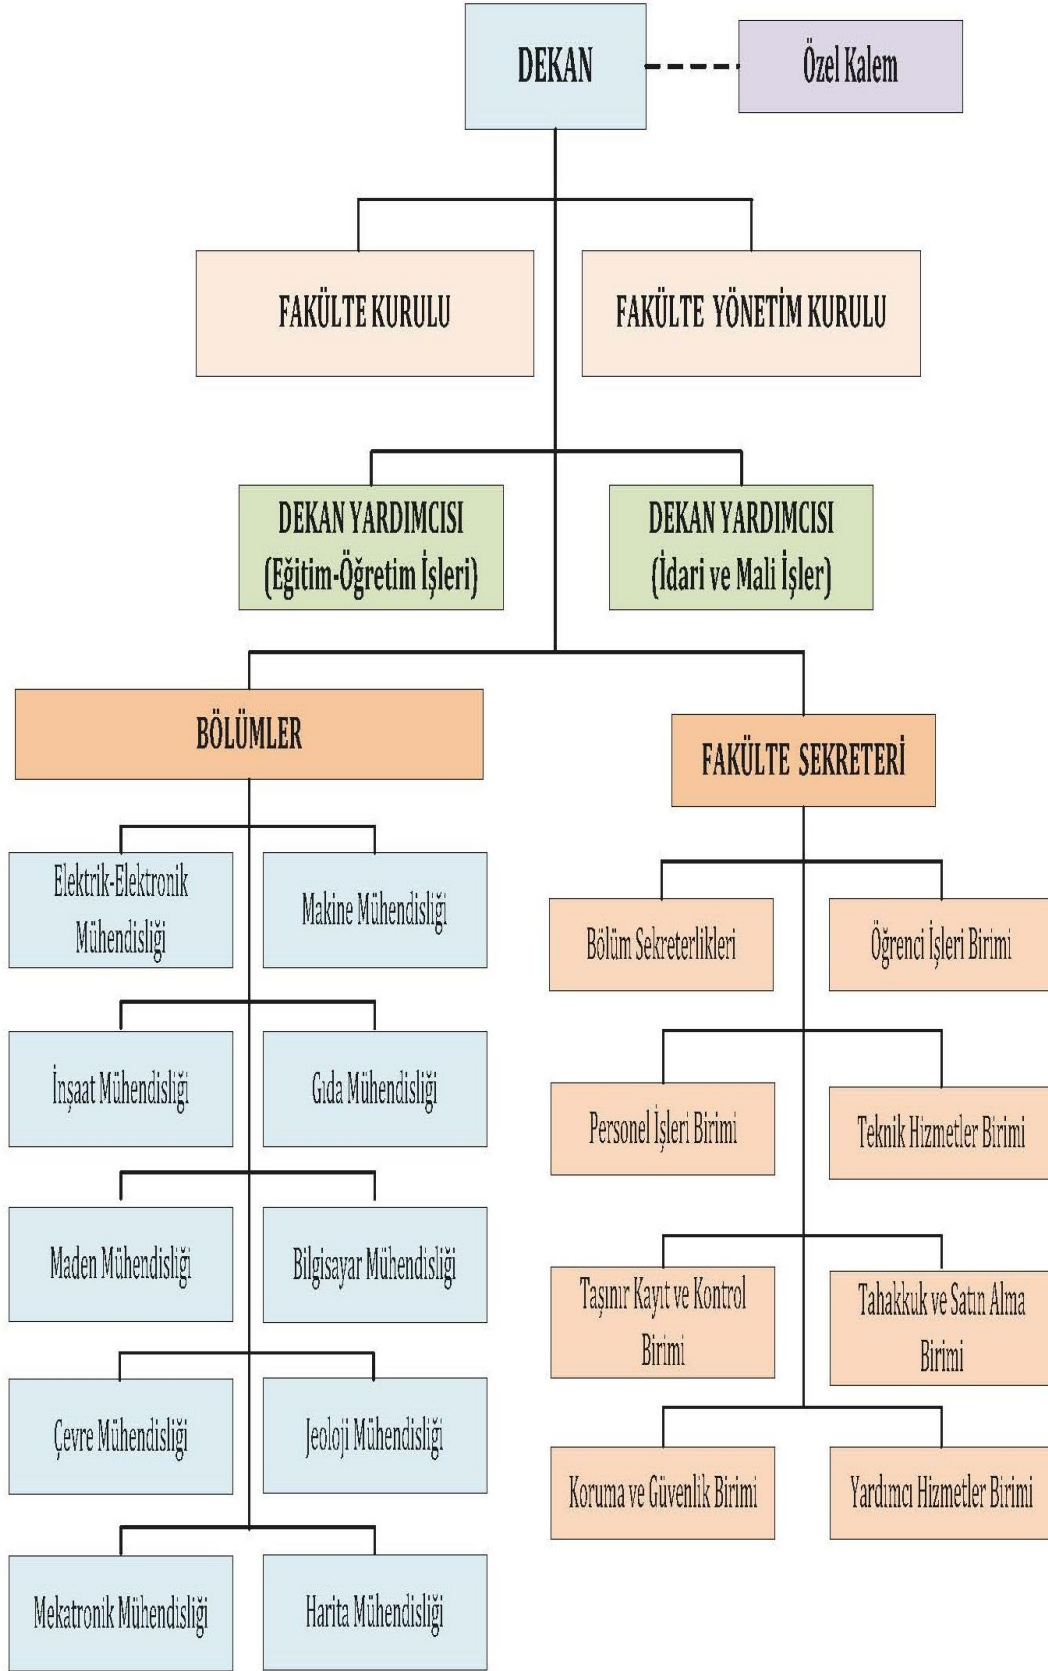 DEKAN
Özel Kalem
FAKÜLTE KURULU
FAKÜLTE YÖNETİM KURULU
DEKAN YARDIMCISI
(Eğitim-Öğretim İşleri)
DEKAN YARDIMCISI
(İdari ve Mali İşler)
BÖLÜMLER
FAKÜLTE SEKRETERİ
Elektrik-Elektronik
Mühendisliği
Makine Mühendisliği
İnşaat Mühendisliği
Gıda Mühendisliği
Maden Mühendisliği
Bilgisayar Mühendisliği
Çevre Mühendisliği
Jeoloji Mühendisliği
Mekatronik Mühendisliği
Harita Mühendisliği
Bölüm Sekreterlikleri
Öğrenci İşleri Birimi
Personel İşleri Birimi
Teknik Hizmetler Birimi
Taşınır Kayıt ve Kontrol
Birimi
Tahakkuk ve Satın Alma
Birimi
Koruma ve Güvenlik Birimi
Yardımcı Hizmetler Birimi